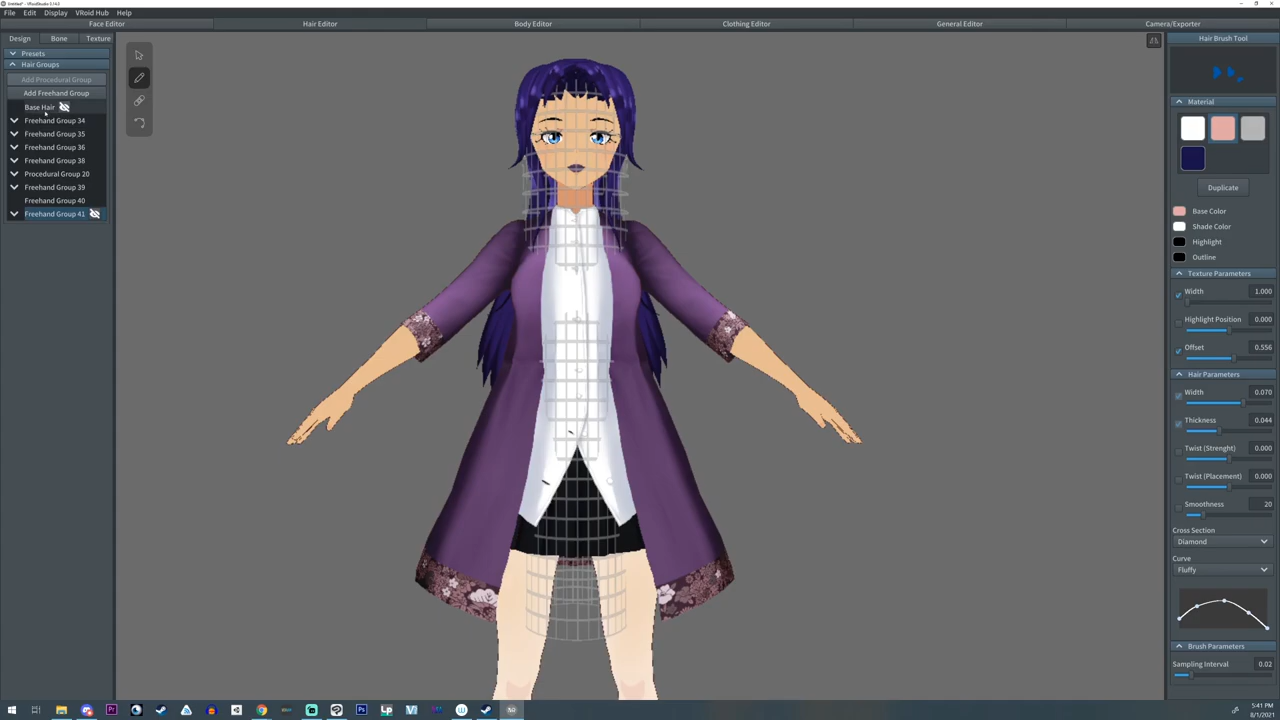 Untitled* - VRoidStudio 0.14.0
File Edit Display VRoid Hub Help
Face Editor Hair Editor Body Editor Clothing Editor General Editor Camera/Exporter
Design Bone Texture
Presets
Hair Groups
Add Procedural Group
Add Freehand Group
Base Hair
Freehand Group 34
Freehand Group 35
Freehand Group 36
Freehand Group 38
Procedural Group 20
Freehand Group 39
Freehand Group 40
Freehand Group 41
Hair Brush Tool
Material
Duplicate
Base Color
Shade Color
Highlight
Outline
Texture Parameters
Width 1.000
Highlight Position 0.000
Offset 0.556
Hair Parameters
Width 0.070
Thickness 0.044
Twist (Strenght) 0.000
Twist (Placement) 0.000
Smoothness 20
Cross Section
Diamond
Curve
Fluffy
Brush Parameters
Sampling Interval 0.02
5:41 PM
8/1/2021